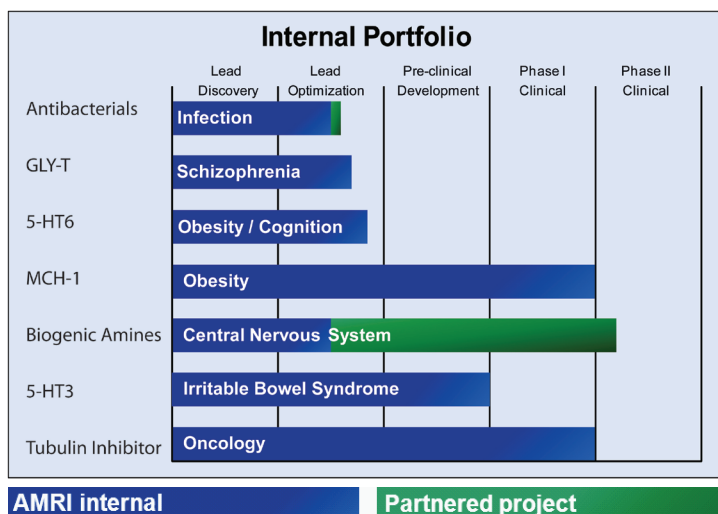 Internal Portfolio
Lead Discovery
Lead Optimization
Pre-clinical Development
Phase I Clinical
Phase II Clinical
Antibacterials
Infection
GLY-T
Schizophrenia
5-HT6
Obesity / Cognition
MCH-1
Obesity
Biogenic Amines
Central Nervous System
5-HT3
Irritable Bowel Syndrome
Tubulin Inhibitor
Oncology
AMRI internal
Partnered project